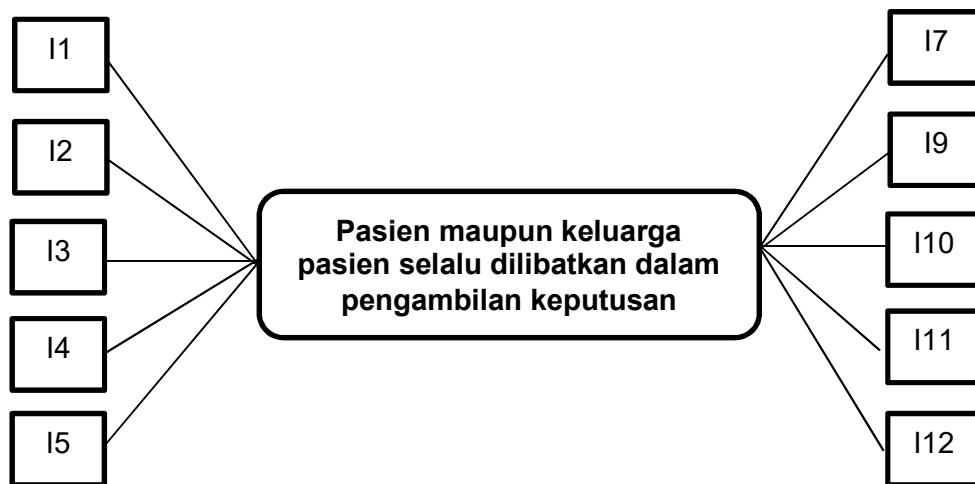 I1
I2
I3
I4
I5
Pasien maupun keluarga
pasien selalu dilibatkan dalam
pengambilan keputusan
I7
I9
I10
I11
I12